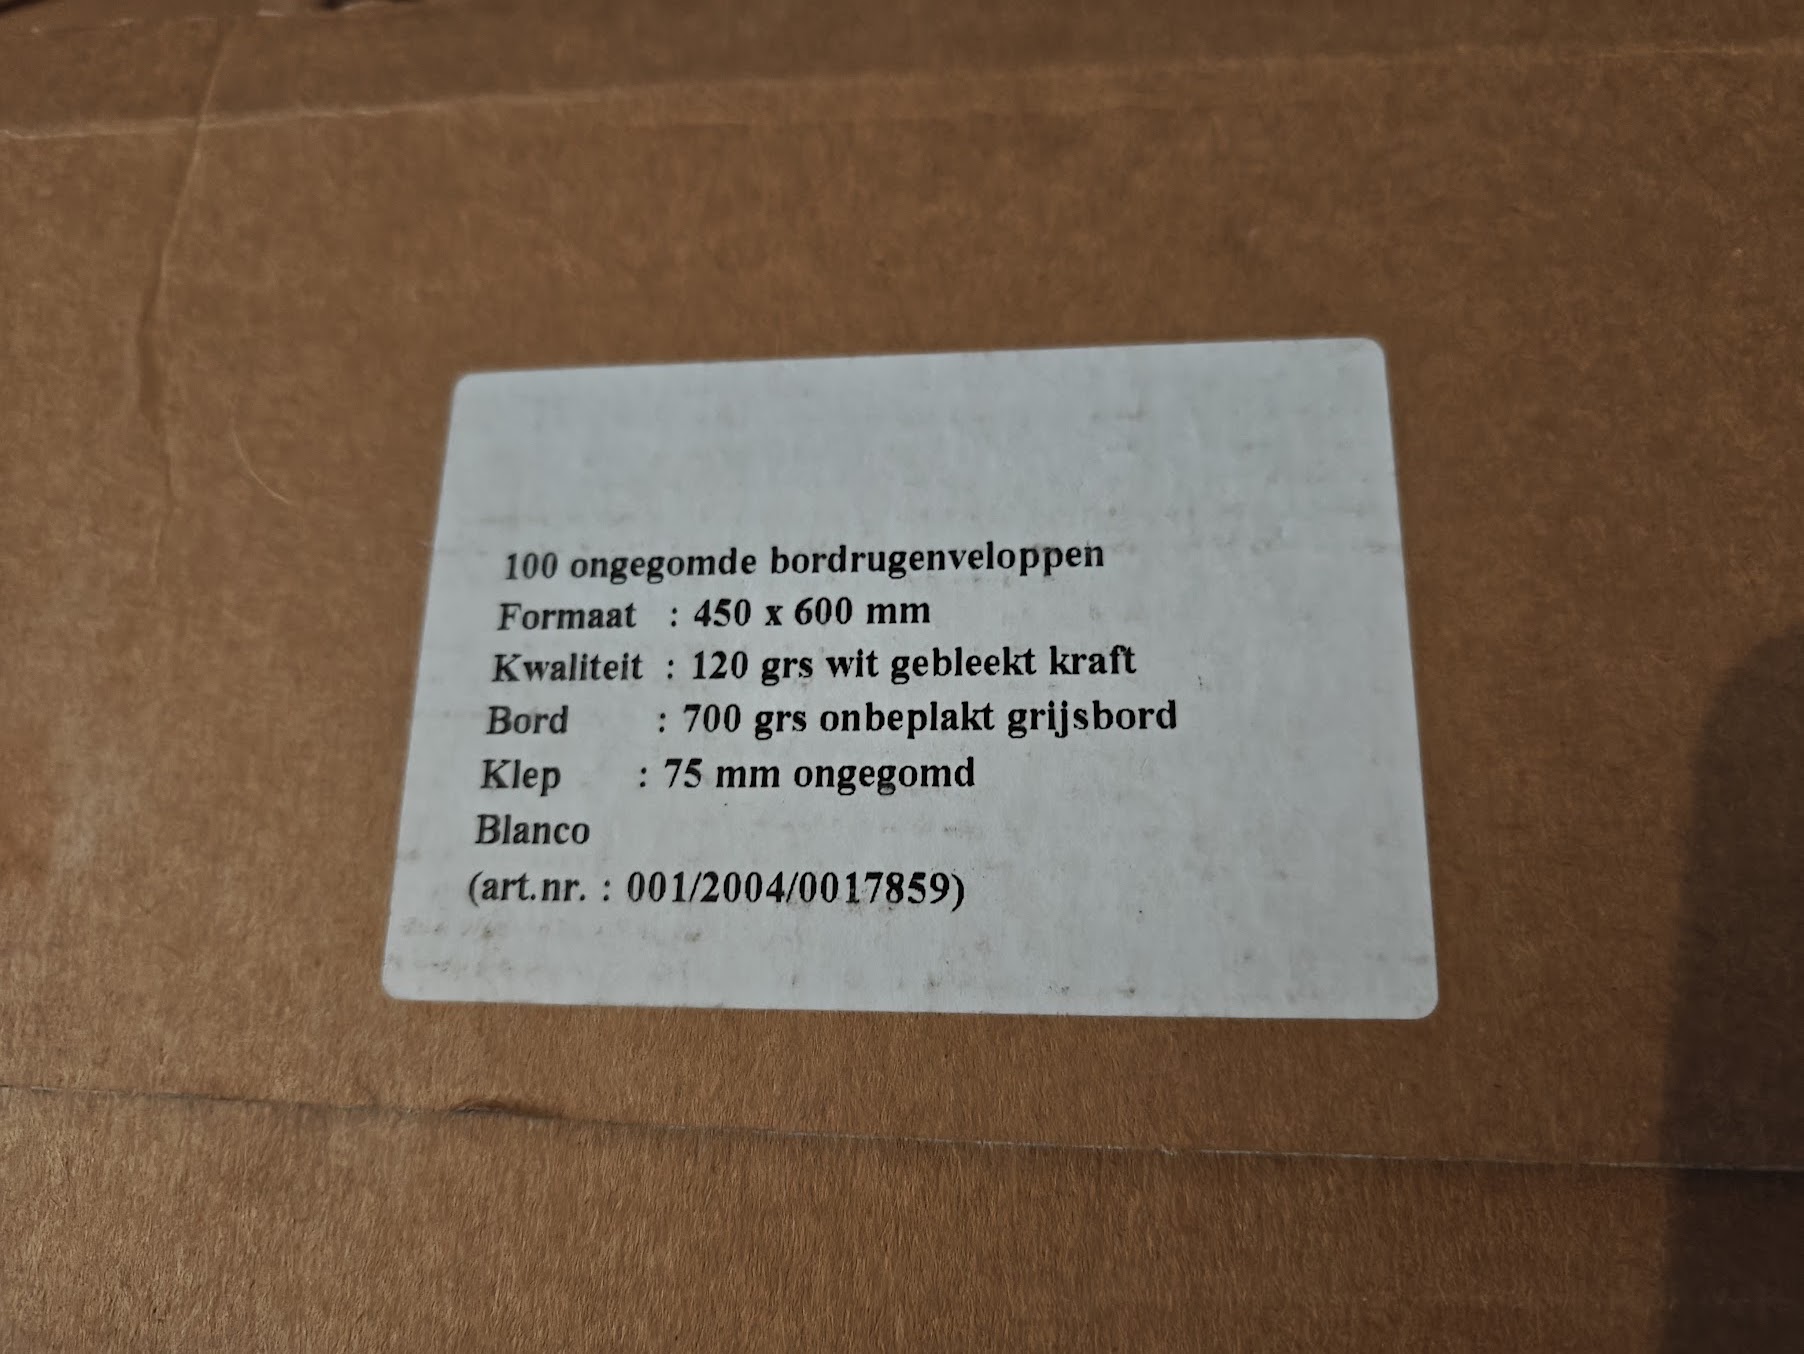 100 ongegomde bordrugenveloppen
Formaat : 450 x 600 mm
Kwaliteit : 120 grs wit gebleekt kraft
Bord : 700 grs onbeplakt grijsbord
Klep : 75 mm ongegomd
Blanco
(art.nr. : 001/2004/0017859)